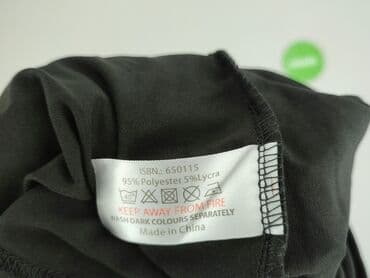 ISBN.: 650115
95% Polyester 5%Lycra
KEEP AWAY FROM FIRE
WASH DARK COLOURS SEPARATELY
Made in China